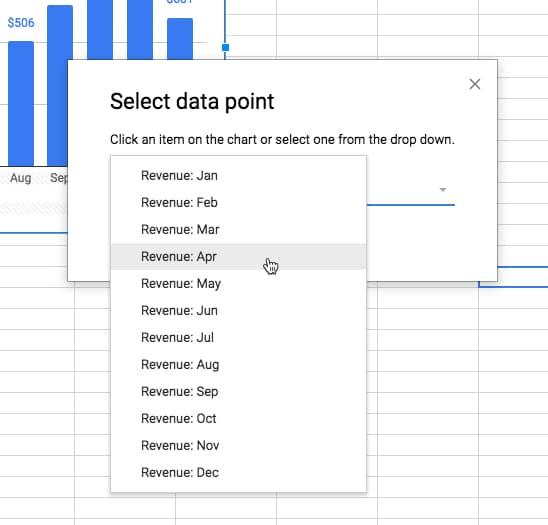 $506
Select data point
Click an item on the chart or select one from the drop down.
Aug
Sep
Revenue: Jan
Revenue: Feb
Revenue: Mar
Revenue: Apr
Revenue: May
Revenue: Jun
Revenue: Jul
Revenue: Aug
Revenue: Sep
Revenue: Oct
Revenue: Nov
Revenue: Dec